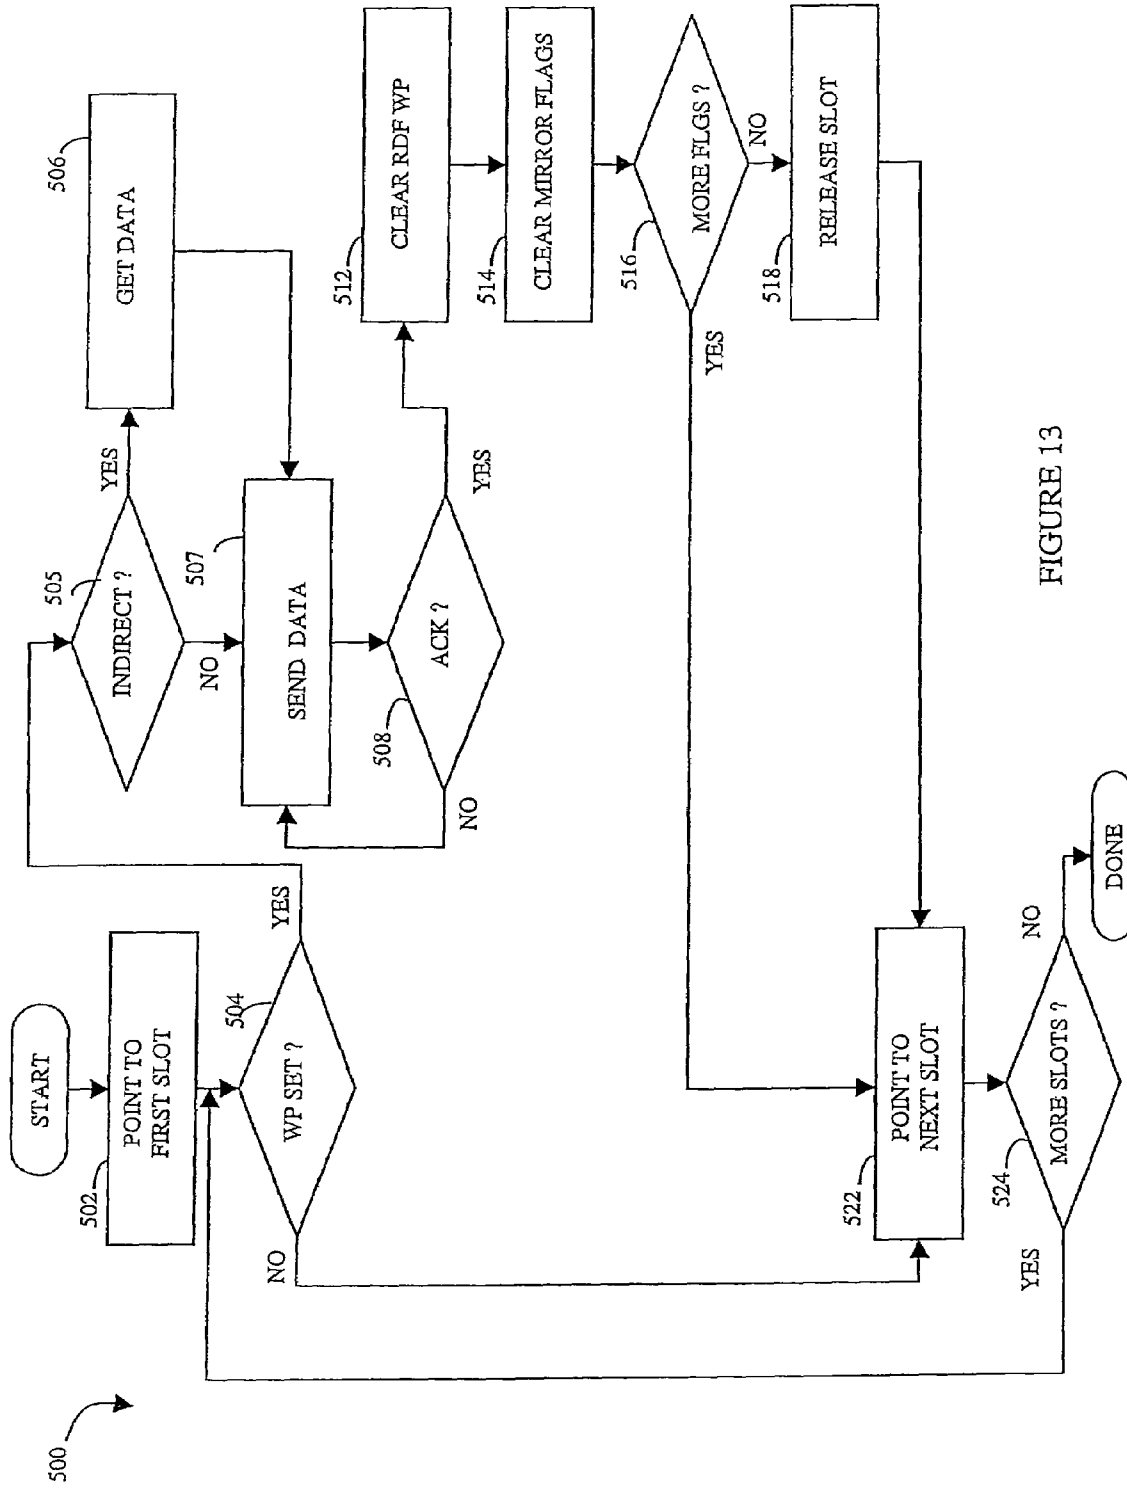 500
START
502
POINT TO
FIRST SLOT
504
WP SET ?
YES
NO
505
INDIRECT ?
YES
NO
506
GET DATA
507
SEND DATA
508
ACK ?
YES
NO
512
CLEAR RDF WP
514
CLEAR MIRROR FLAGS
516
MORE FLGS ?
YES
NO
518
RELEASE SLOT
522
POINT TO
NEXT SLOT
524
MORE SLOTS ?
YES
NO
DONE
FIGURE 13